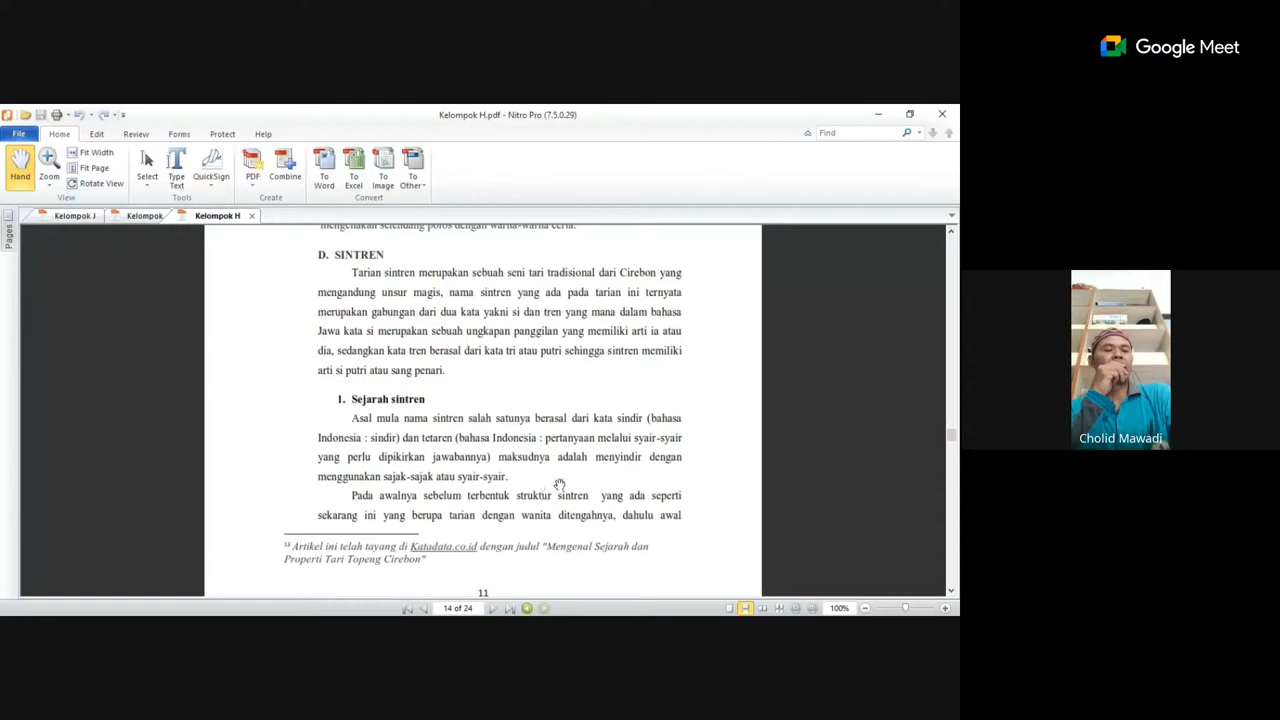 Google Meet
Kelompok H.pdf - Nitro Pro (7.5.0.29)
File Home Edit Review Forms Protect Help
Find
Hand
Zoom
Fit Width
Fit Page
Rotate View
View
Select
Type Text
QuickSign
Tools
PDF
Combine
Create
To Word
To Excel
To Image
To Other
Convert
Kelompok J
Kelompok
Kelompok H
Pages
mengenakan selendang polos dengan warna-warna ceria.
D. SINTREN
Tarian sintren merupakan sebuah seni tari tradisional dari Cirebon yang
mengandung unsur magis, nama sintren yang ada pada tarian ini ternyata
merupakan gabungan dari dua kata yakni si dan tren yang mana dalam bahasa
Jawa kata si merupakan sebuah ungkapan panggilan yang memiliki arti ia atau
dia, sedangkan kata tren berasal dari kata tri atau putri sehingga sintren memiliki
arti si putri atau sang penari.
1. Sejarah sintren
Asal mula nama sintren salah satunya berasal dari kata sindir (bahasa
Indonesia : sindir) dan tetaren (bahasa Indonesia : pertanyaan melalui syair-syair
yang perlu dipikirkan jawabannya) maksudnya adalah menyindir dengan
menggunakan sajak-sajak atau syair-syair.
Pada awalnya sebelum terbentuk struktur sintren yang ada seperti
sekarang ini yang berupa tarian dengan wanita ditengahnya, dahulu awal
13 Artikel ini telah tayang di Katadata.co.id dengan judul "Mengenal Sejarah dan
Properti Tari Topeng Cirebon"
11
14 of 24
100%
Cholid Mawadi